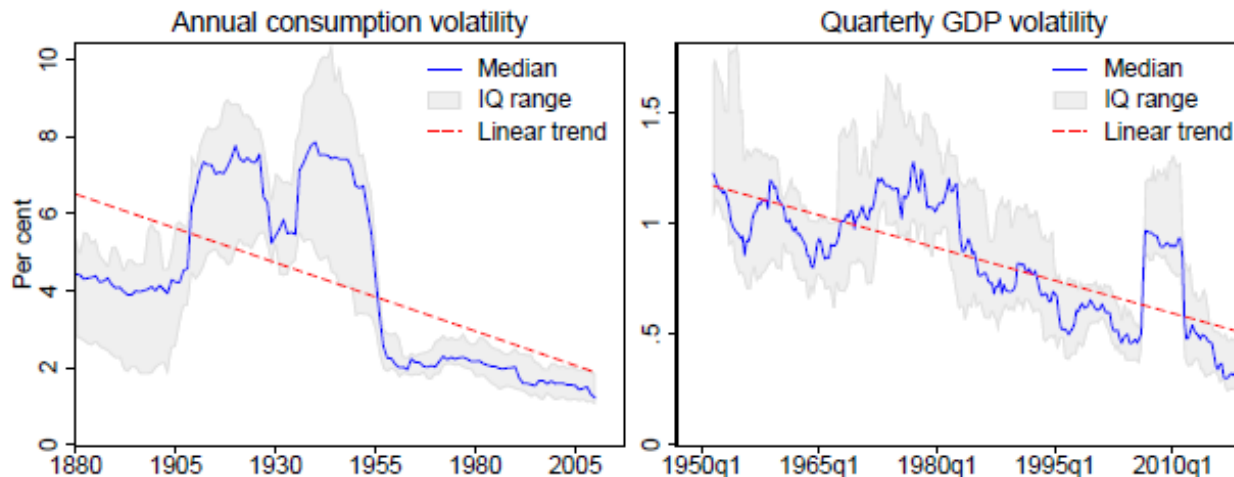 Annual consumption volatility
Quarterly GDP volatility
Per cent
10
8
6
4
2
0
Median
IQ range
Linear trend
1880 1905 1930 1955 1980 2005
1.5
1
.5
0
Median
IQ range
Linear trend
1950q1 1965q1 1980q1 1995q1 2010q1